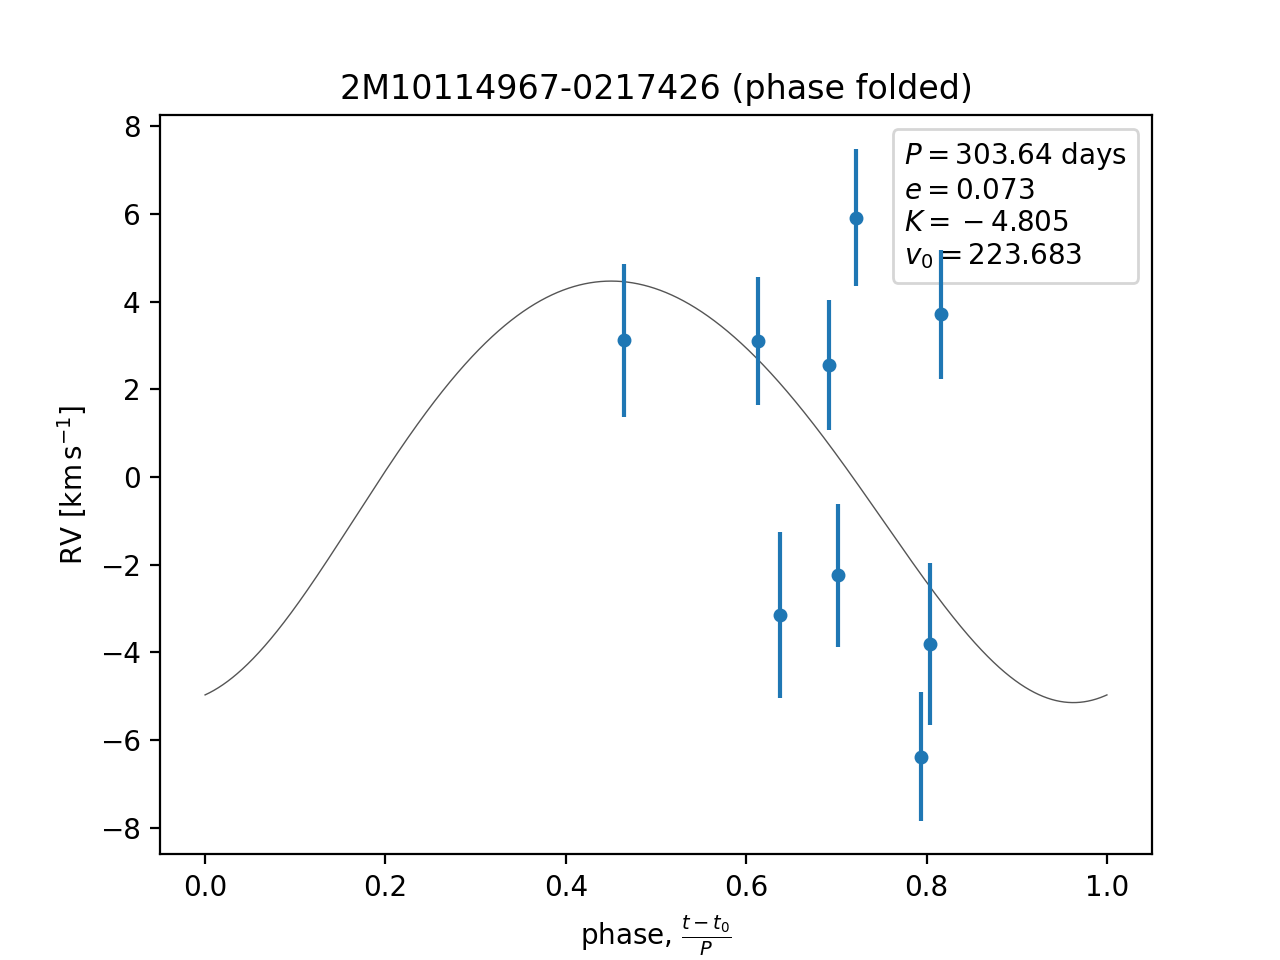 2M10114967-0217426 (phase folded)
P = 303.64 days
e = 0.073
K = −4.805
v₀ = 223.683
RV [km s⁻¹]
8
6
4
2
0
−2
−4
−6
−8
0.0 0.2 0.4 0.6 0.8 1.0
phase, (t − t₀)/P